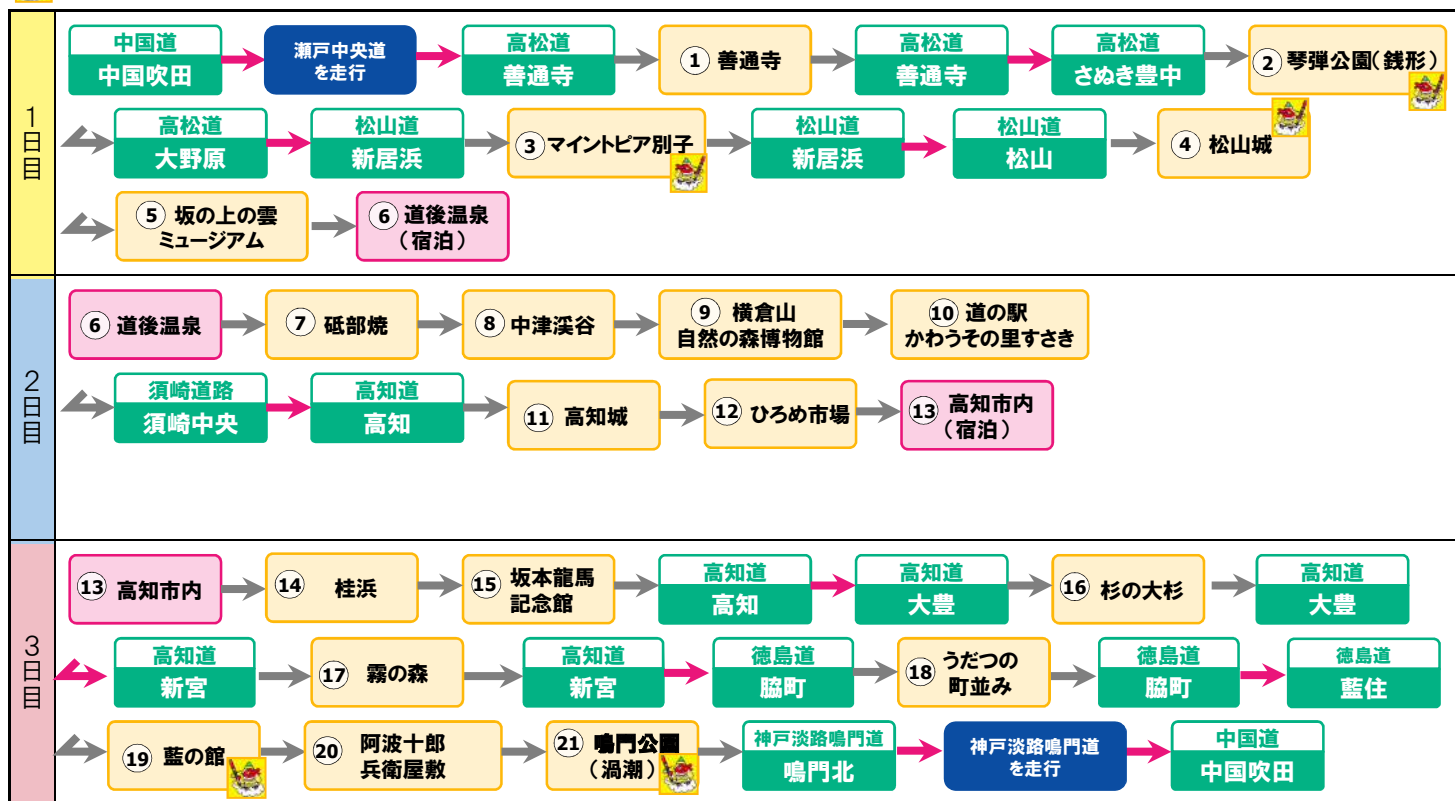 1日目
中国道
中国吹田
瀬戸中央道
を走行
高松道
善通寺
① 善通寺
高松道
善通寺
高松道
さぬき豊中
② 琴弾公園(銭形)
高松道
大野原
松山道
新居浜
③ マイントピア別子
松山道
新居浜
松山道
松山
④ 松山城
⑤ 坂の上の雲
ミュージアム
⑥ 道後温泉
(宿泊)
2日目
⑥ 道後温泉
⑦ 砥部焼
⑧ 中津渓谷
⑨ 横倉山
自然の森博物館
⑩ 道の駅
かわうその里すさき
須崎道路
須崎中央
高知道
高知
⑪ 高知城
⑫ ひろめ市場
⑬ 高知市内
(宿泊)
3日目
⑬ 高知市内
⑭ 桂浜
⑮ 坂本龍馬
記念館
高知道
高知
高知道
大豊
⑯ 杉の大杉
高知道
大豊
高知道
新宮
⑰ 霧の森
高知道
新宮
徳島道
脇町
⑱ うだつの
町並み
徳島道
脇町
徳島道
藍住
⑲ 藍の館
⑳ 阿波十郎
兵衛屋敷
㉑ 鳴門公園
(渦潮)
神戸淡路鳴門道
鳴門北
神戸淡路鳴門道
を走行
中国道
中国吹田